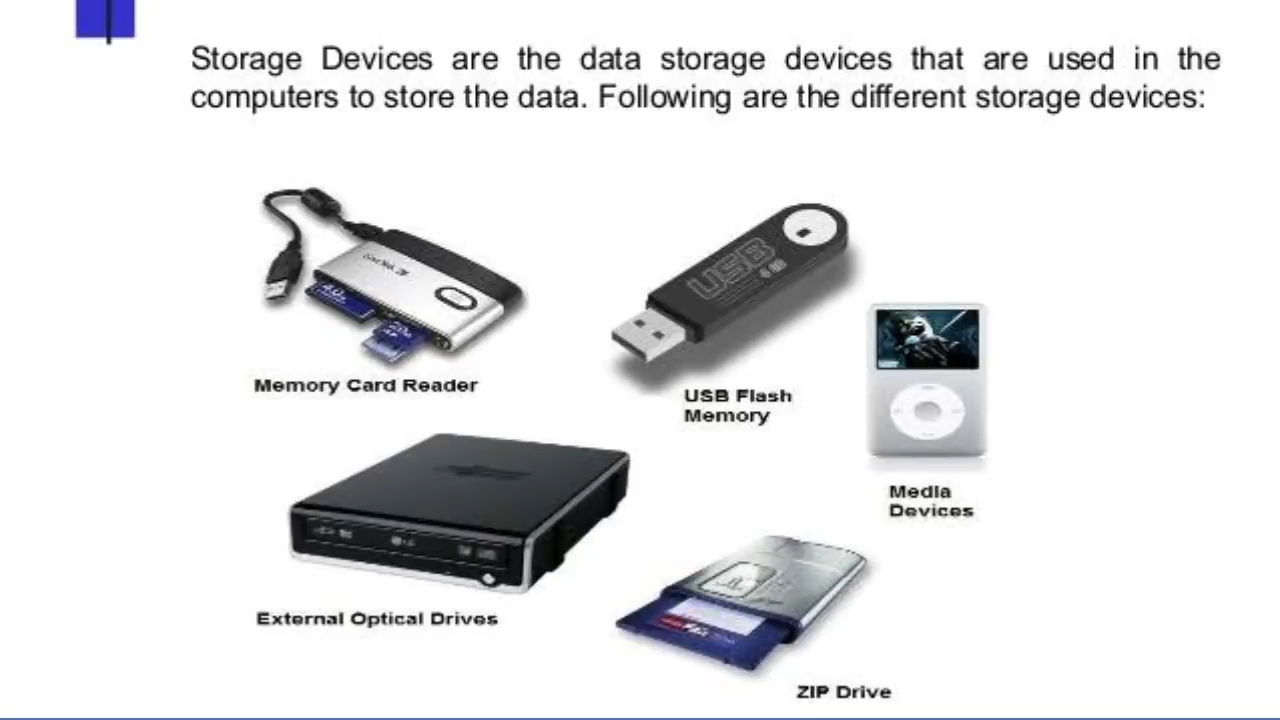 Storage Devices are the data storage devices that are used in the
computers to store the data. Following are the different storage devices:
USB
Memory Card Reader
USB Flash
Memory
Media
Devices
External Optical Drives
ZIP Drive